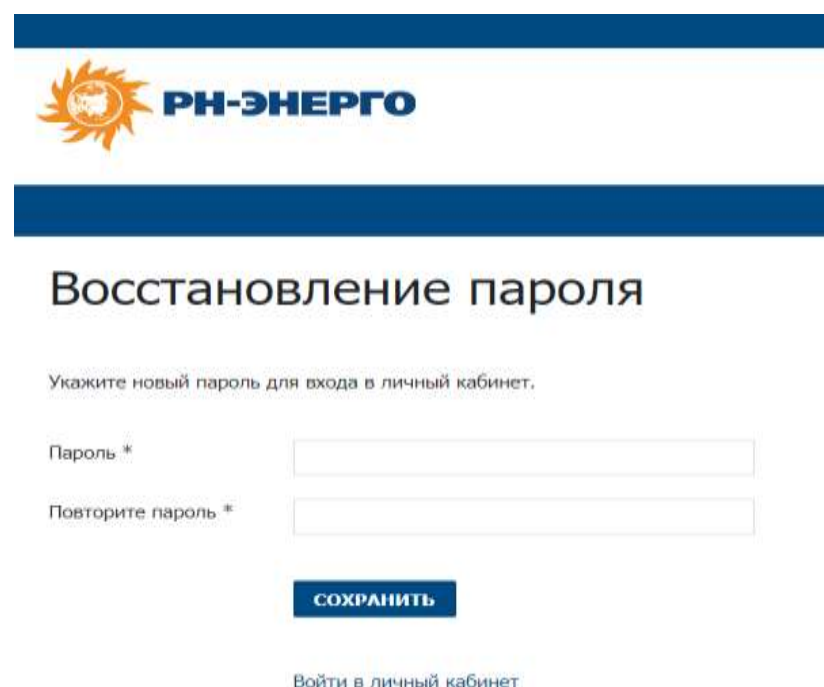 РН-ЭНЕРГО
Восстановление пароля
Укажите новый пароль для входа в личный кабинет.
Пароль *
Повторите пароль *
СОХРАНИТЬ
Войти в личный кабинет